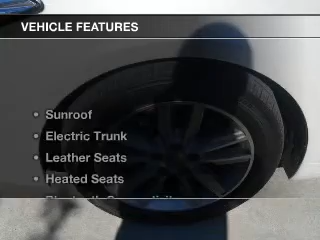 VEHICLE FEATURES
• Sunroof
• Electric Trunk
• Leather Seats
• Heated Seats